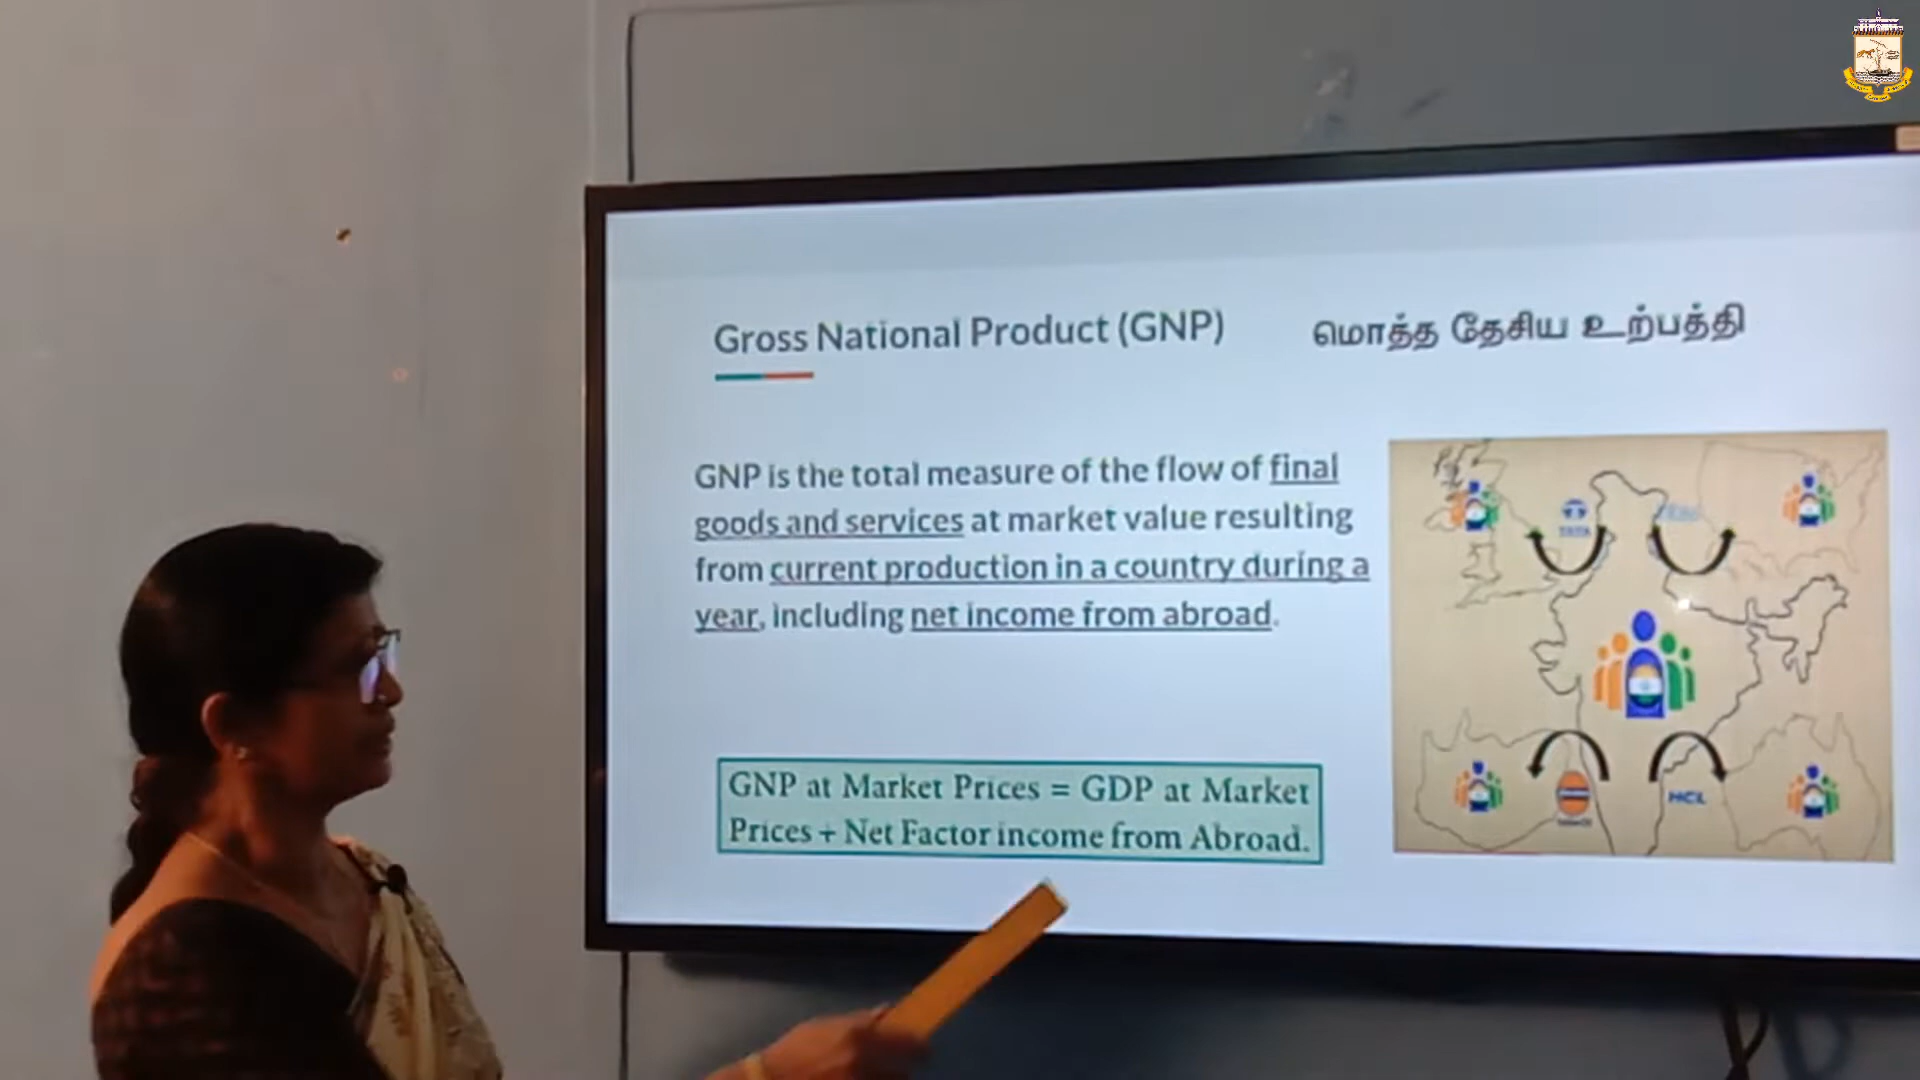 Gross National Product (GNP)
மொத்த தேசிய உற்பத்தி
GNP is the total measure of the flow of final
goods and services at market value resulting
from current production in a country during a
year, including net income from abroad.
GNP at Market Prices = GDP at Market
Prices + Net Factor income from Abroad.
TATA
HCL